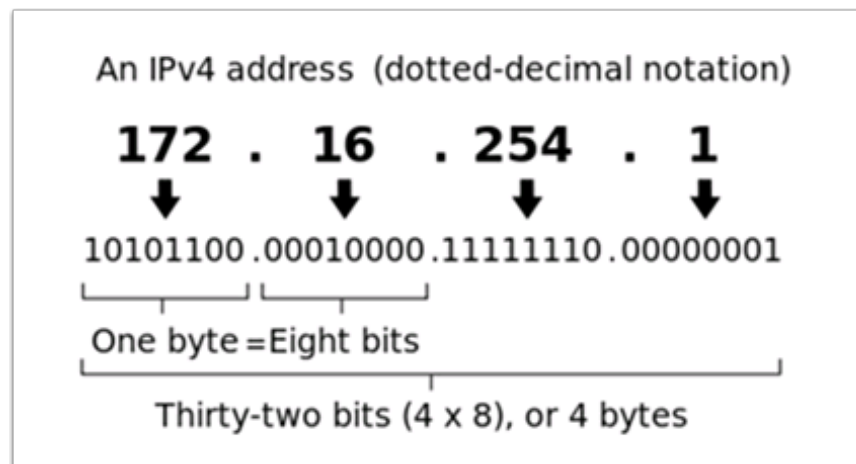 An IPv4 address (dotted-decimal notation)
172 . 16 . 254 . 1
10101100.00010000.11111110.00000001
One byte=Eight bits
Thirty-two bits (4 x 8), or 4 bytes